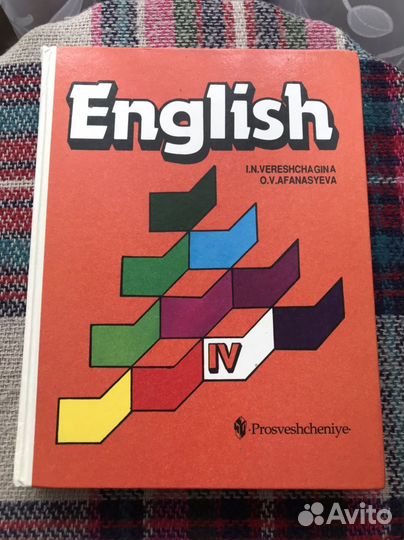 English
I.N.VERESHCHAGINA
O.V.AFANASYEVA
IV
·Prosveshcheniye·
Avito